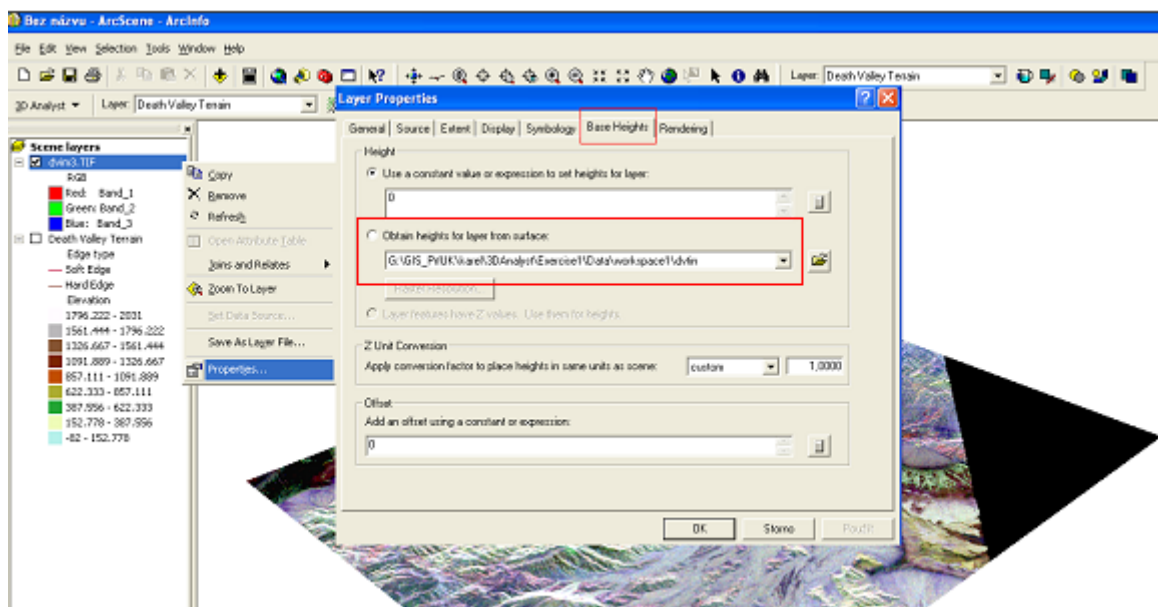 Bez názvu - ArcScene - ArcInfo
File Edit View Selection Tools Window Help
Layer: Death Valley Terrain
3D Analyst Layer: Death Valley Terrain
Scene layers
dvim3.TIF
RGB
Red: Band_1
Green: Band_2
Blue: Band_3
Death Valley Terrain
Edge type
Soft Edge
Hard Edge
Elevation
1796.222 - 2031
1561.444 - 1796.222
1326.667 - 1561.444
1091.889 - 1326.667
857.111 - 1091.889
622.333 - 857.111
387.556 - 622.333
152.778 - 387.556
-82 - 152.778
Copy
Remove
Refresh
Open Attribute Table
Joins and Relates
Zoom To Layer
Set Data Source...
Save As Layer File...
Properties...
Layer Properties
General Source Extent Display Symbology Base Heights Rendering
Height
Use a constant value or expression to set heights for layer:
0
Obtain heights for layer from surface:
G:\GIS_PrfUK\karel\3DAnalyst\Exercise1\Data\workspace1\dvtin
Raster Resolution...
Layer features have Z values. Use them for heights.
Z Unit Conversion
Apply conversion factor to place heights in same units as scene: custom 1,0000
Offset
Add an offset using a constant or expression:
0
OK Storno Použít